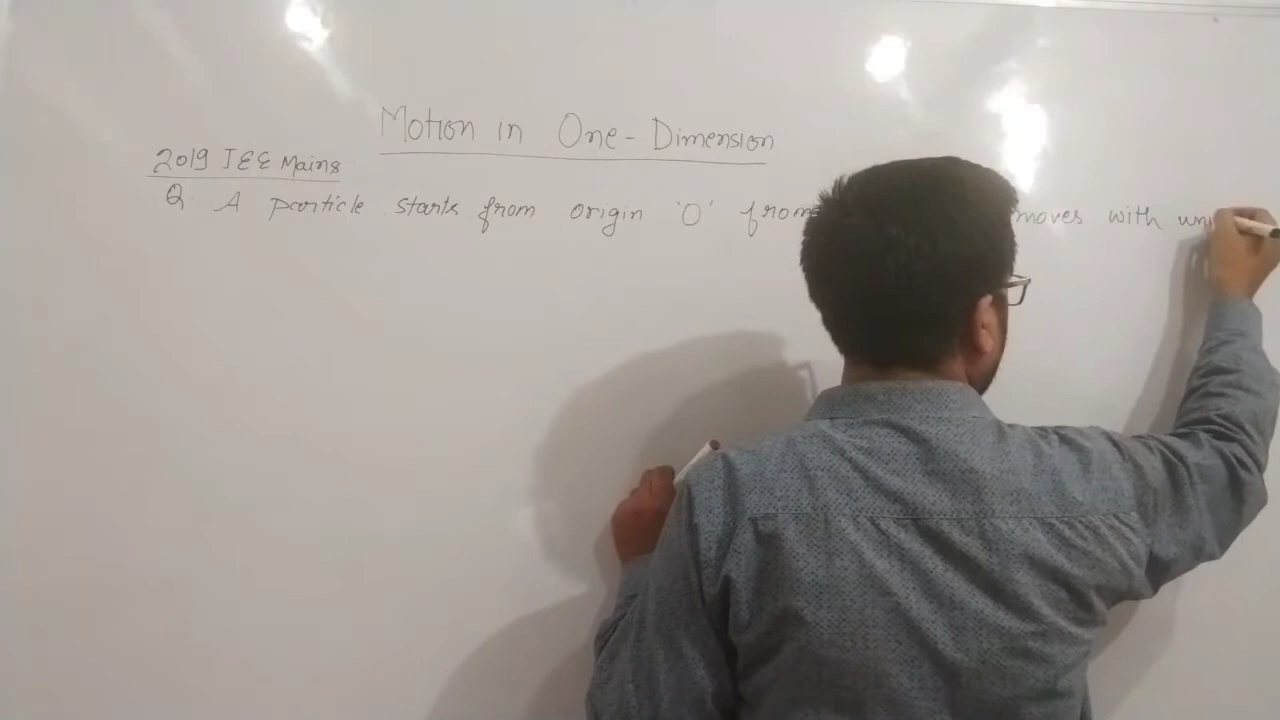 Motion in One-Dimension
2019 JEE Mains
Q. A particle starts from origin 'O' from moves with